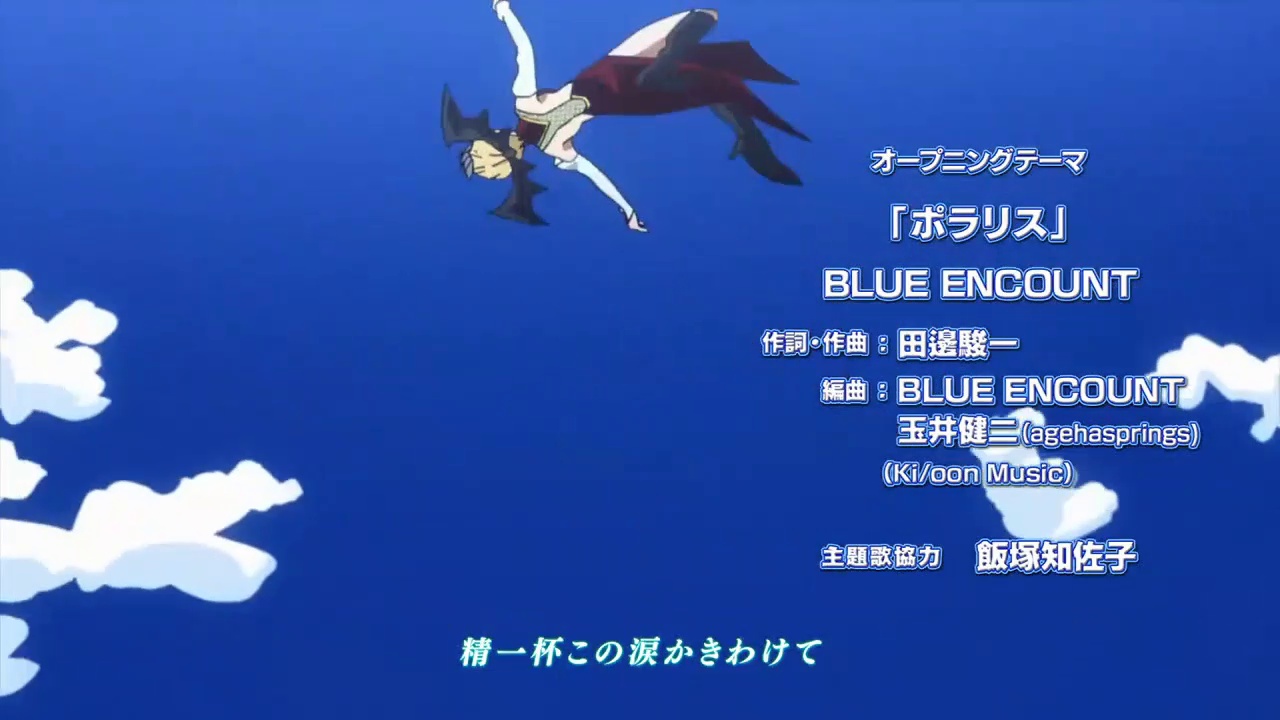 オープニングテーマ
「ポラリス」
BLUE ENCOUNT
作詞・作曲：田邊駿一
編曲：BLUE ENCOUNT
玉井健二(agehasprings)
(Ki/oon Music)
主題歌協力 飯塚知佐子
精一杯この涙かきわけて